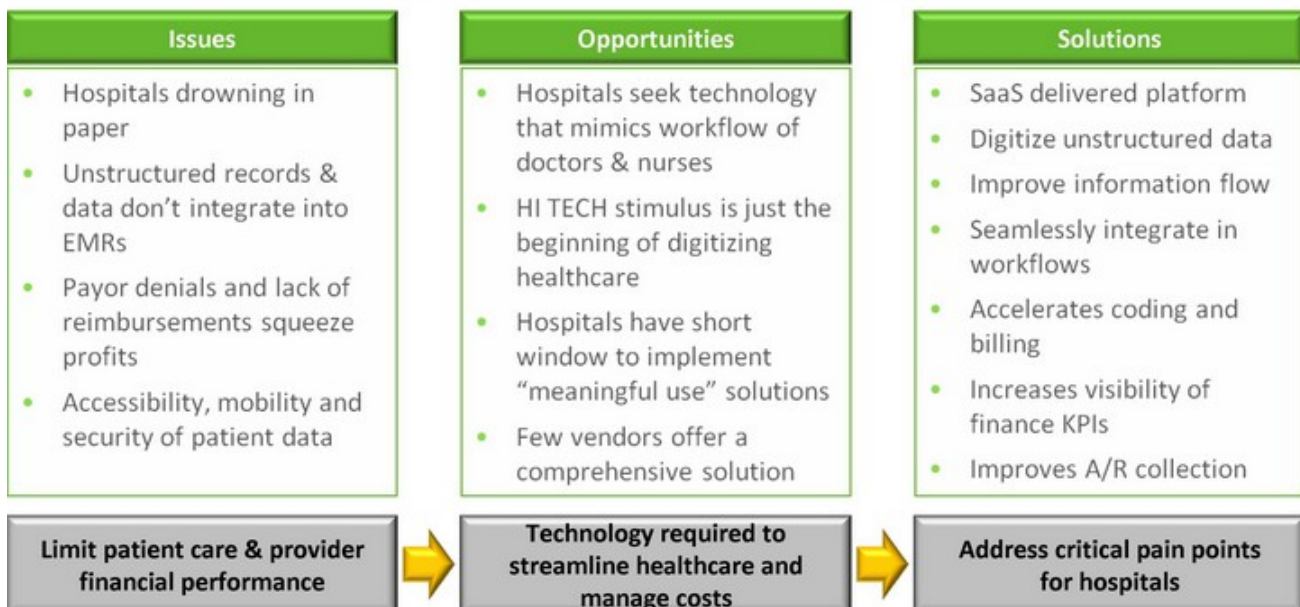 Issues
• Hospitals drowning in
paper
• Unstructured records &
data don't integrate into
EMRs
• Payor denials and lack of
reimbursements squeeze
profits
• Accessibility, mobility and
security of patient data
Limit patient care & provider
financial performance
Opportunities
• Hospitals seek technology
that mimics workflow of
doctors & nurses
• HI TECH stimulus is just the
beginning of digitizing
healthcare
• Hospitals have short
window to implement
“meaningful use” solutions
• Few vendors offer a
comprehensive solution
Technology required to
streamline healthcare and
manage costs
Solutions
• SaaS delivered platform
• Digitize unstructured data
• Improve information flow
• Seamlessly integrate in
workflows
• Accelerates coding and
billing
• Increases visibility of
finance KPIs
• Improves A/R collection
Address critical pain points
for hospitals